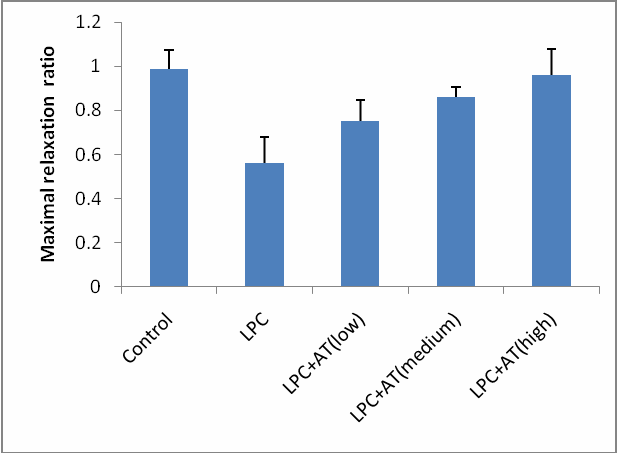 Maximal relaxation ratio
1.2
1
0.8
0.6
0.4
0.2
0
Control
LPC
LPC+AT(low)
LPC+AT(medium)
LPC+AT(high)